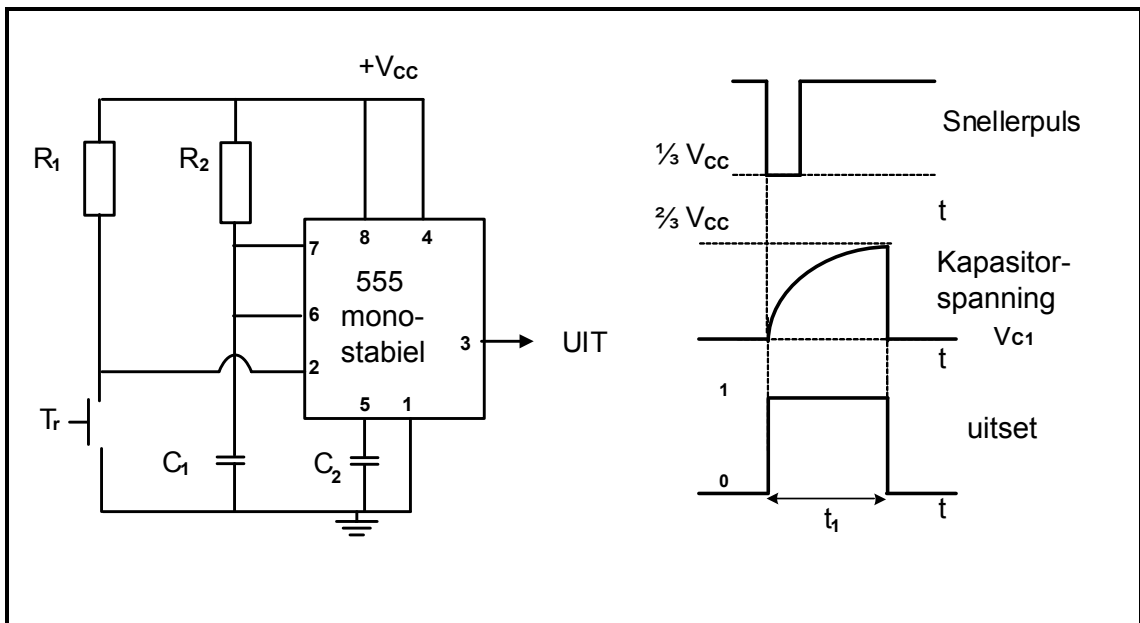 +Vcc
R1
R2
7
8
4
555
mono-
stabiel
6
3
UIT
2
5
1
Tr
C1
C2
Snellerpuls
⅓ Vcc
t
⅔ Vcc
Kapasitor-
spanning
Vc1
t
1
uitset
0
t1
t